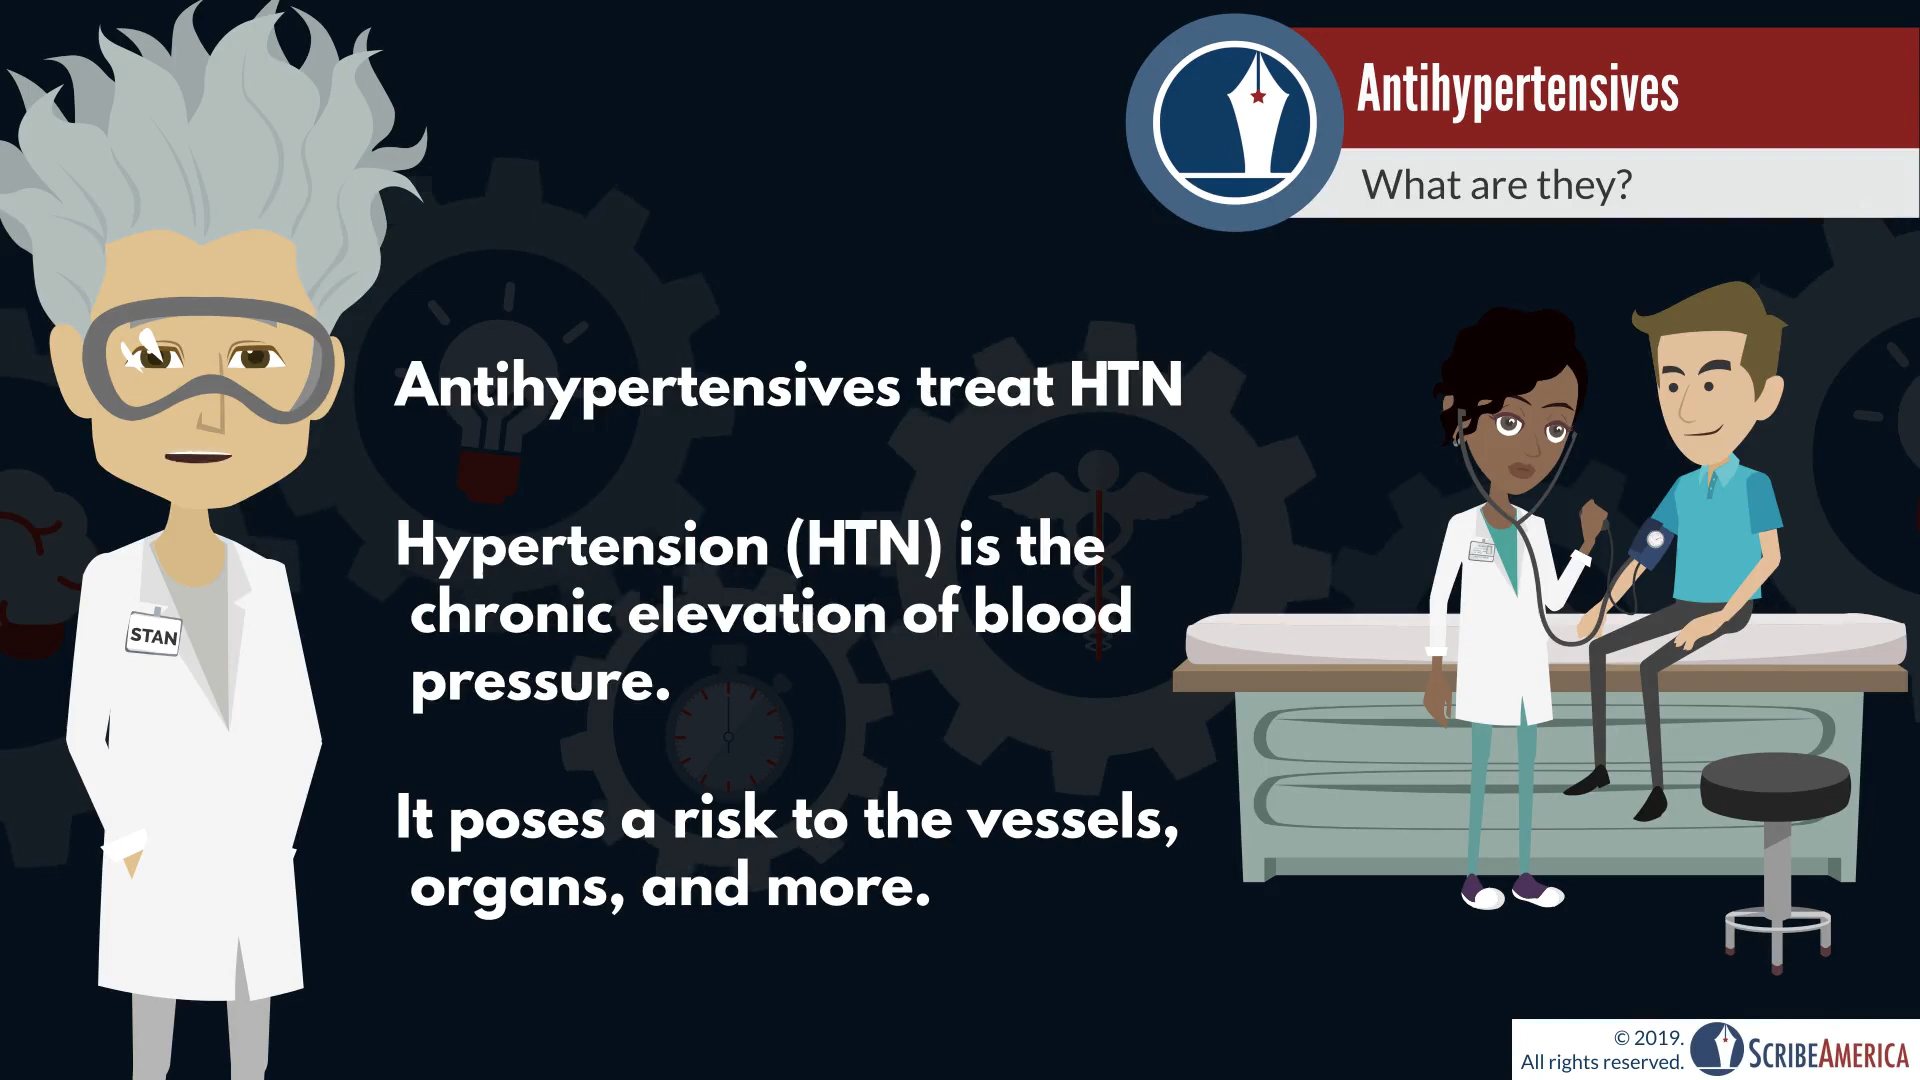 Antihypertensives
What are they?
Antihypertensives treat HTN
Hypertension (HTN) is the
chronic elevation of blood
pressure.
It poses a risk to the vessels,
organs, and more.
STAN
© 2019.
All rights reserved.
SCRIBEAMERICA